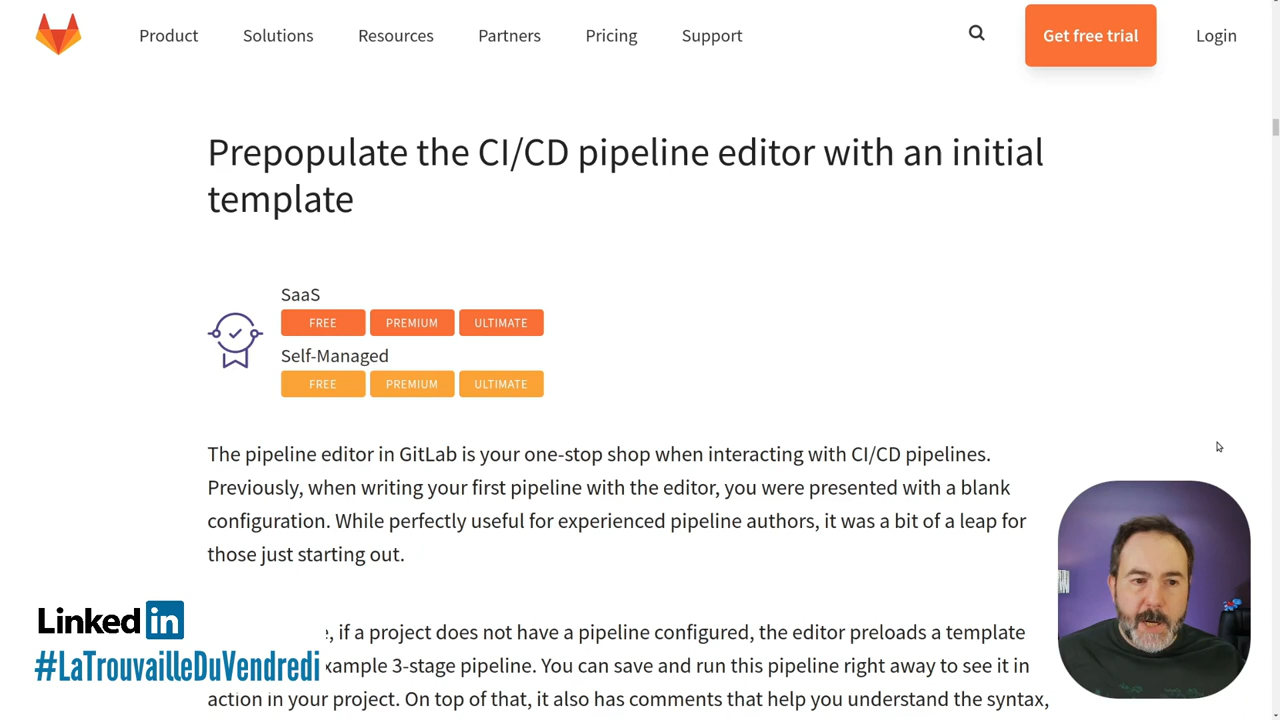 Product Solutions Resources Partners Pricing Support Get free trial Login
Prepopulate the CI/CD pipeline editor with an initial
template
SaaS
FREE PREMIUM ULTIMATE
Self-Managed
FREE PREMIUM ULTIMATE
The pipeline editor in GitLab is your one-stop shop when interacting with CI/CD pipelines.
Previously, when writing your first pipeline with the editor, you were presented with a blank
configuration. While perfectly useful for experienced pipeline authors, it was a bit of a leap for
those just starting out.
if a project does not have a pipeline configured, the editor preloads a template
3-stage pipeline. You can save and run this pipeline right away to see it in
action in your project. On top of that, it also has comments that help you understand the syntax,
Linked in
#LaTrouvailleDuVendredi